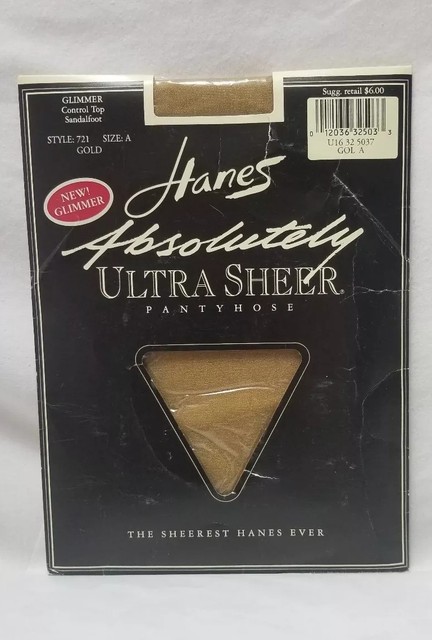 GLIMMER
Control Top
Sandalfoot
STYLE: 721 SIZE: A
GOLD
Sugg. retail $6.00
0 12036 32503 3
U16 32 5037
GOL A
NEW!
GLIMMER
Hanes
Absolutely
ULTRA SHEER®
PANTYHOSE
THE SHEEREST HANES EVER